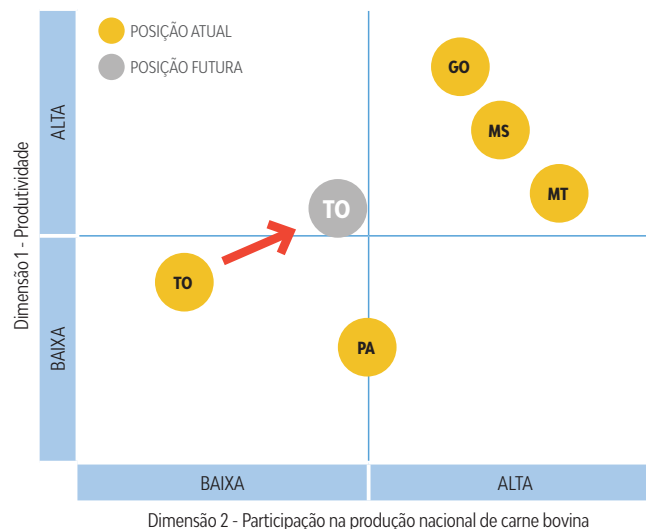 POSIÇÃO ATUAL
POSIÇÃO FUTURA
GO
MS
MT
TO
TO
PA
Dimensão 1 - Produtividade
ALTA
BAIXA
BAIXA
ALTA
Dimensão 2 - Participação na produção nacional de carne bovina